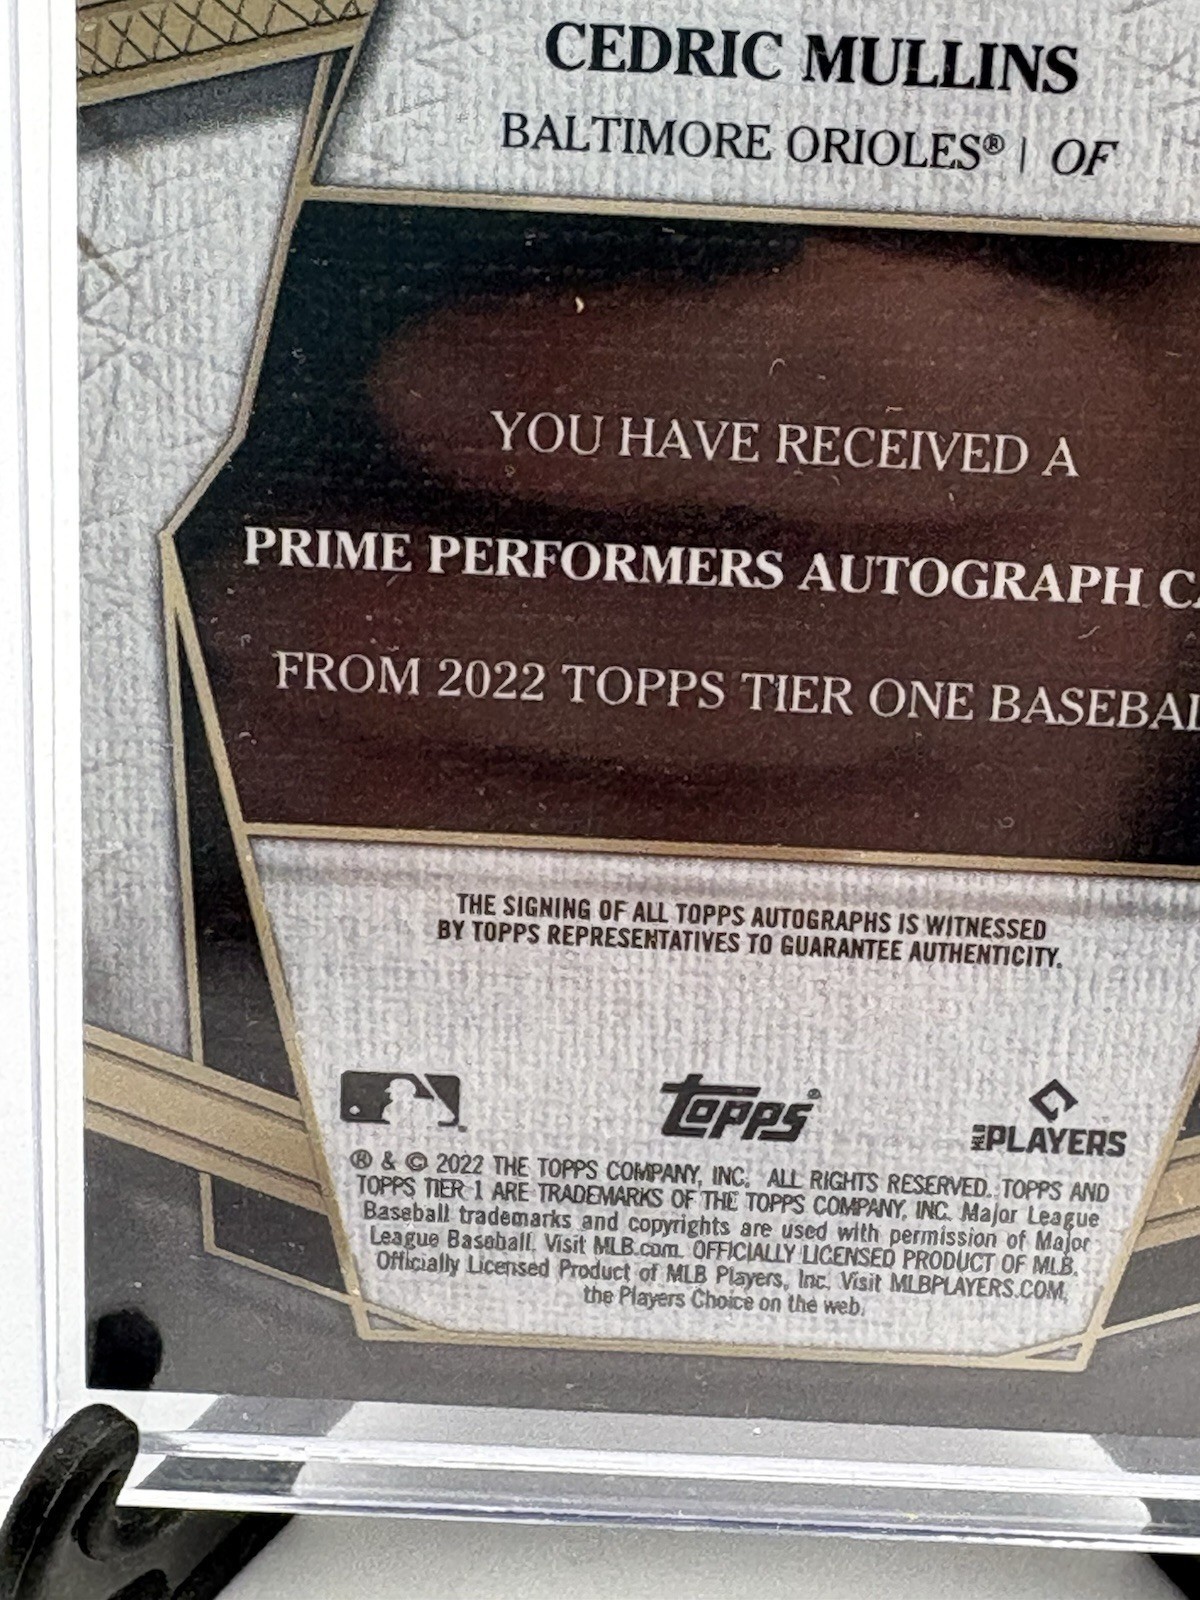 CEDRIC MULLINS
BALTIMORE ORIOLES® | OF
YOU HAVE RECEIVED A
PRIME PERFORMERS AUTOGRAPH CA
FROM 2022 TOPPS TIER ONE BASEBAL
THE SIGNING OF ALL TOPPS AUTOGRAPHS IS WITNESSED
BY TOPPS REPRESENTATIVES TO GUARANTEE AUTHENTICITY.
Topps®
MLB PLAYERS
® & © 2022 THE TOPPS COMPANY, INC. ALL RIGHTS RESERVED. TOPPS AND
TOPPS TIER 1 ARE TRADEMARKS OF THE TOPPS COMPANY, INC. Major League
Baseball trademarks and copyrights are used with permission of Major
League Baseball. Visit MLB.com. OFFICIALLY LICENSED PRODUCT OF MLB.
Officially Licensed Product of MLB Players, Inc. Visit MLBPLAYERS.COM,
the Players Choice on the web.